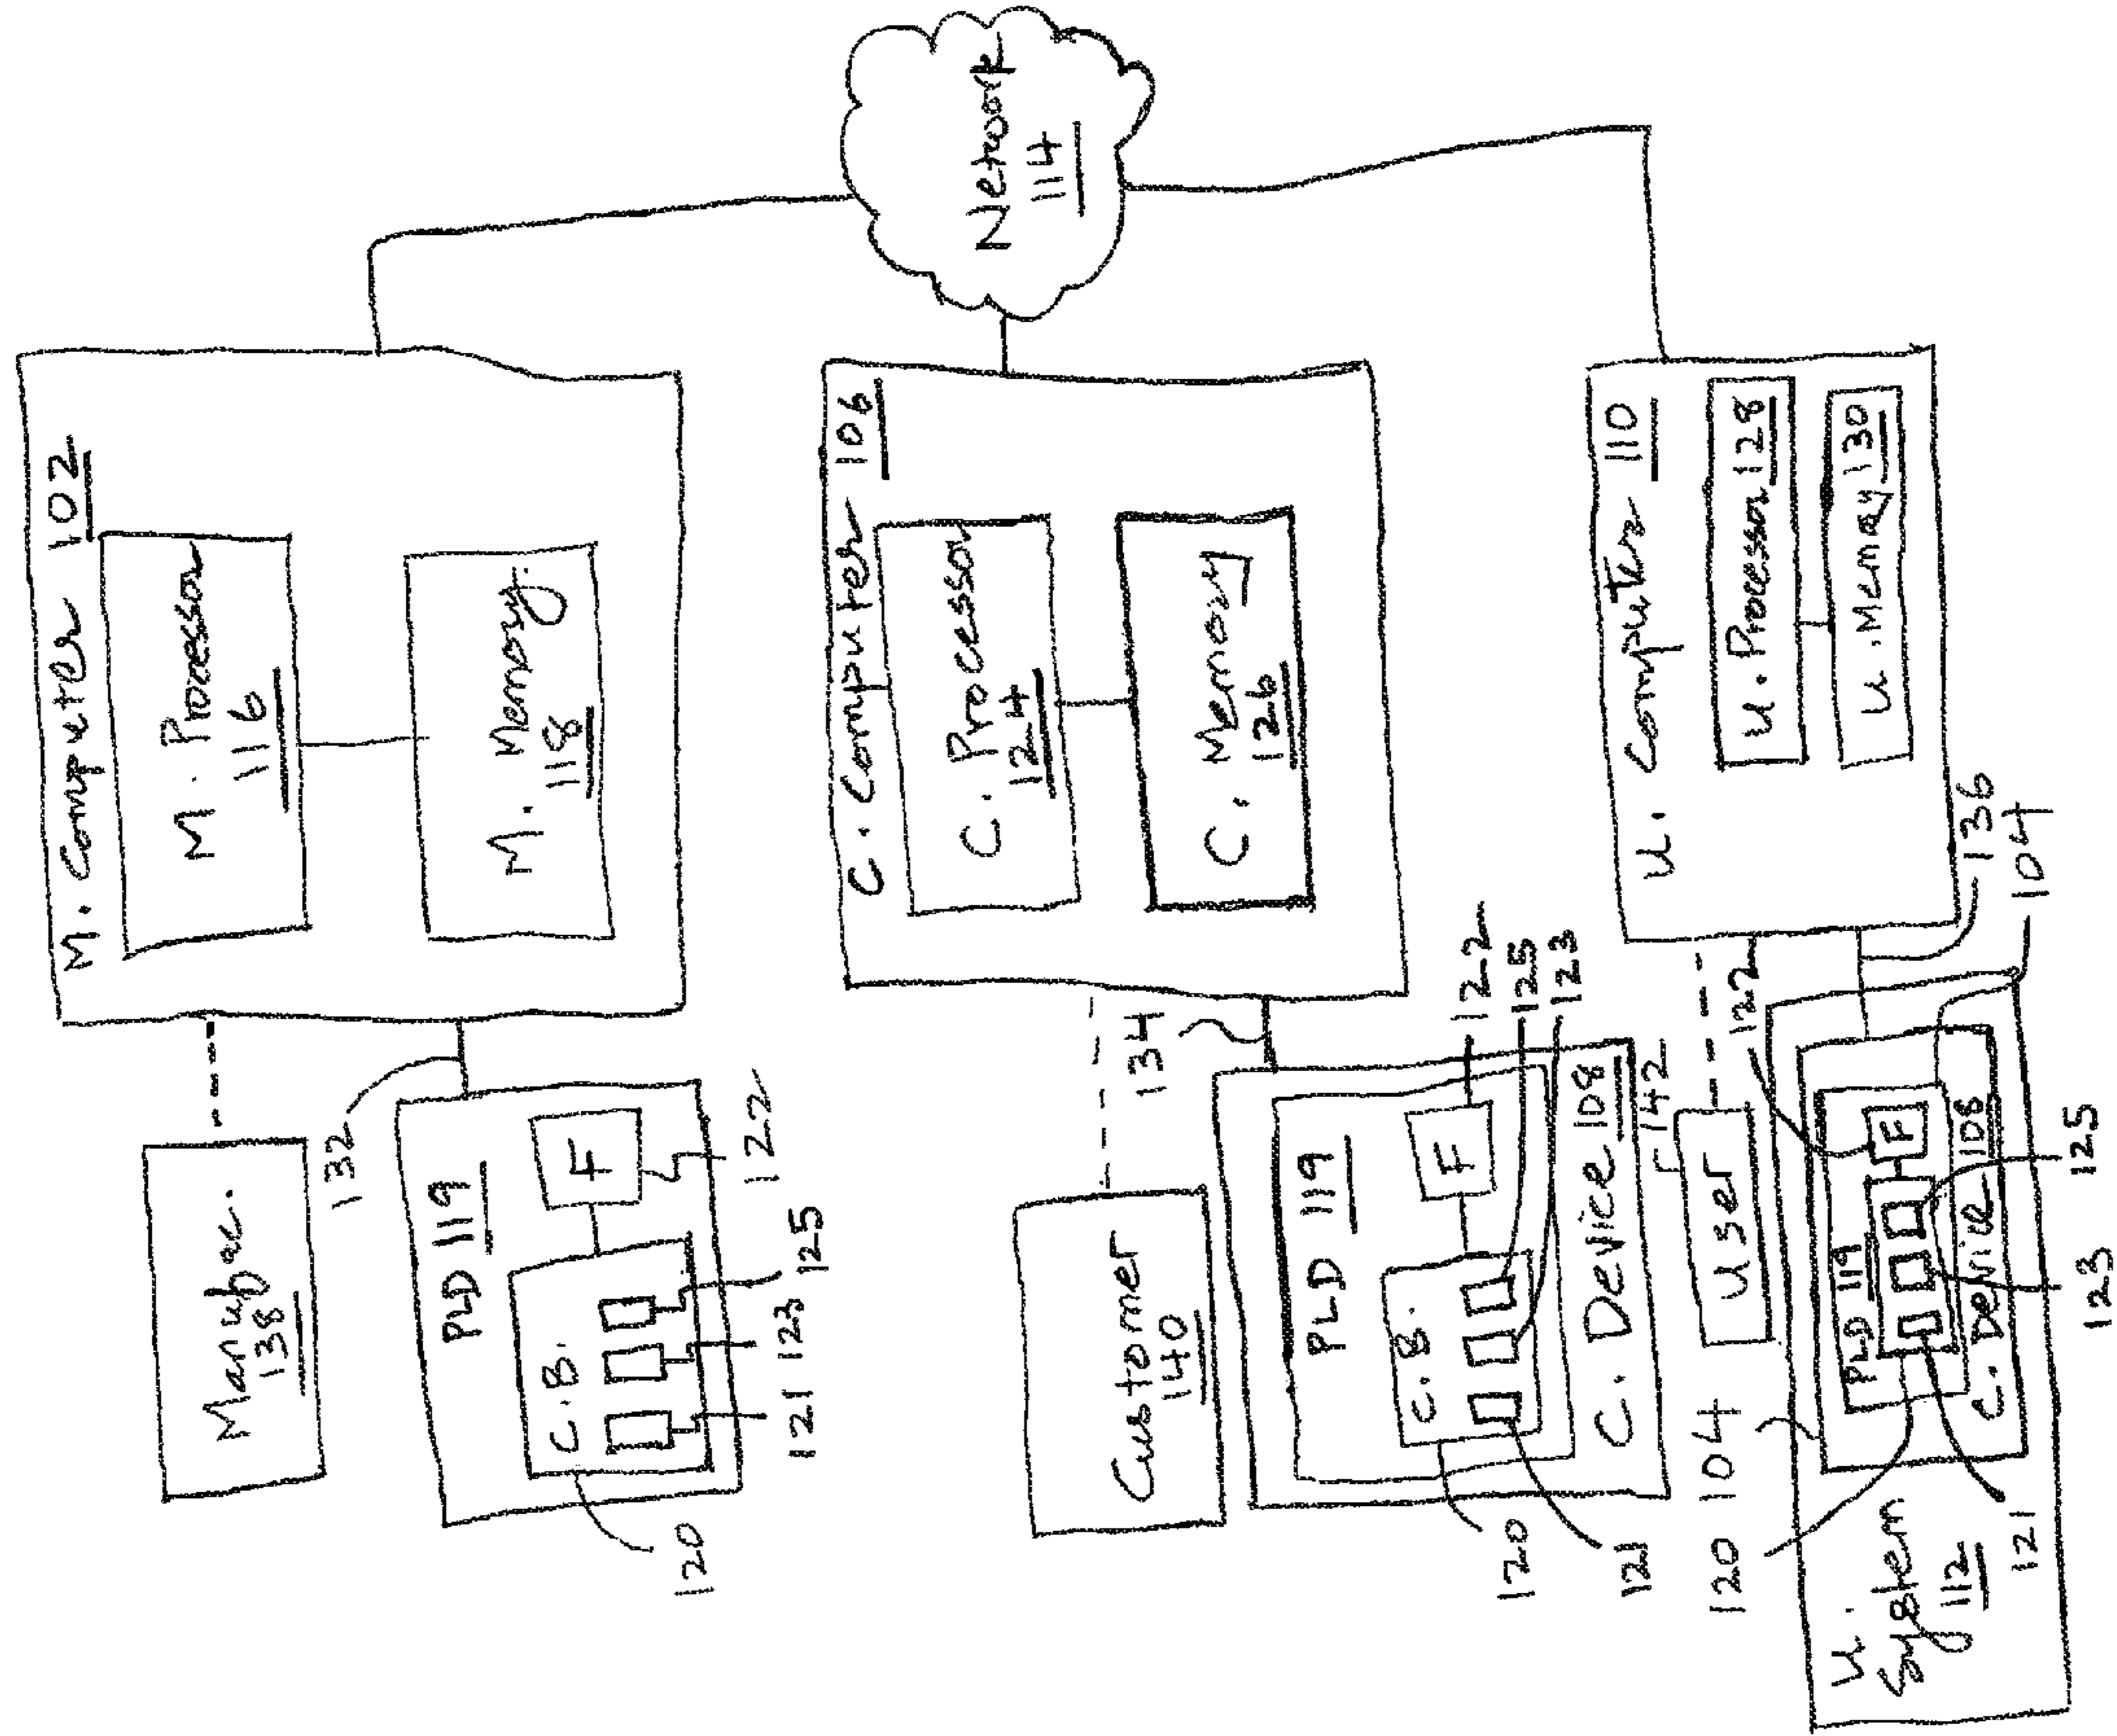 M. Computer 102
M. Processor
116
M. Memory
118
Manufac.
138
132
PLD 119
F
122
C.B.
125
123
121
120
Network
114
C. Computer 106
C. Processor
124
C. Memory
126
Customer
140
134
PLD 119
F
122
125
123
C.B.
C. Device 108
120
121
U. Computer 110
U. Processor 128
U. Memory 130
136
104
122
142
User
PLD 119
F
C. Device 108
125
123
121
104
120
U.
System
112